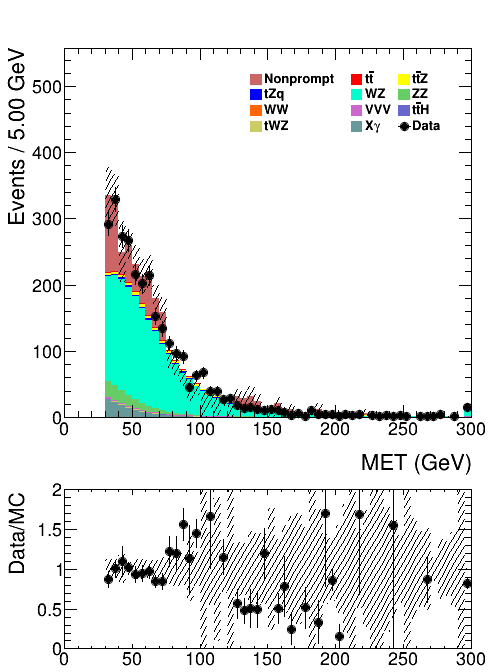 Events / 5.00 GeV
500
400
300
200
100
0
Nonprompt tt̄ tt̄Z
tZq WZ ZZ
WW VVV tt̄H
tWZ Xγ Data
0 50 100 150 200 250 300
MET (GeV)
Data/MC
2
1.5
1
0.5
0
0 50 100 150 200 250 300